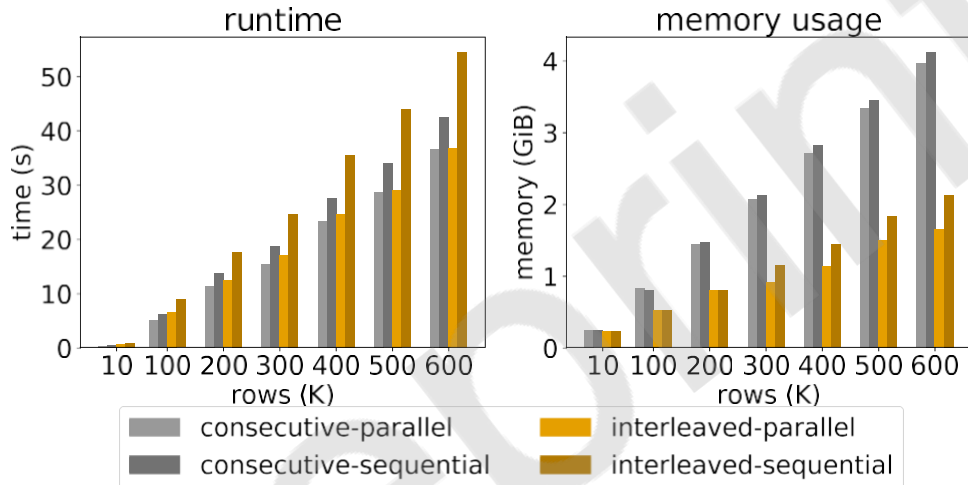 runtime
time (s)
50
40
30
20
10
0
10 100 200 300 400 500 600
rows (K)
memory usage
memory (GiB)
4
3
2
1
0
10 100 200 300 400 500 600
rows (K)
consecutive-parallel
consecutive-sequential
interleaved-parallel
interleaved-sequential